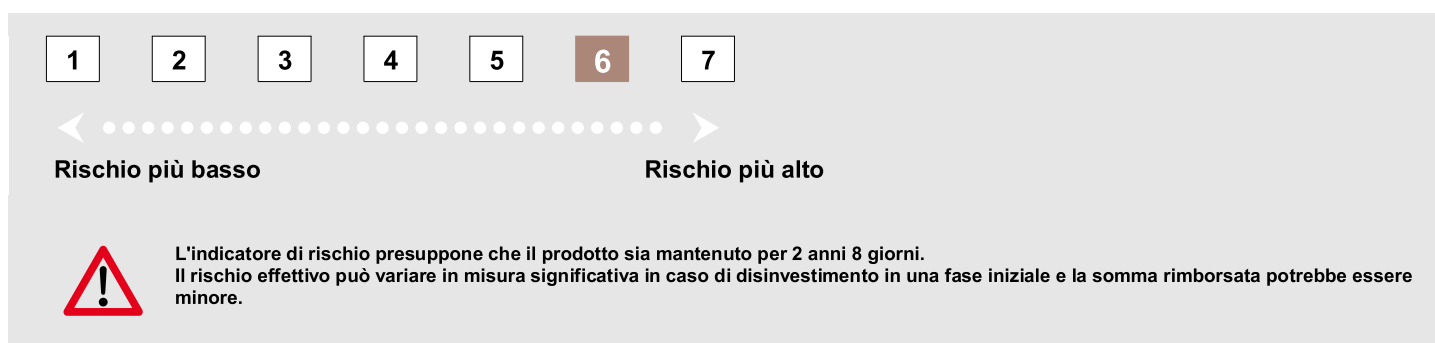 1 2 3 4 5 6 7
Rischio più basso Rischio più alto
L'indicatore di rischio presuppone che il prodotto sia mantenuto per 2 anni 8 giorni.
Il rischio effettivo può variare in misura significativa in caso di disinvestimento in una fase iniziale e la somma rimborsata potrebbe essere
minore.